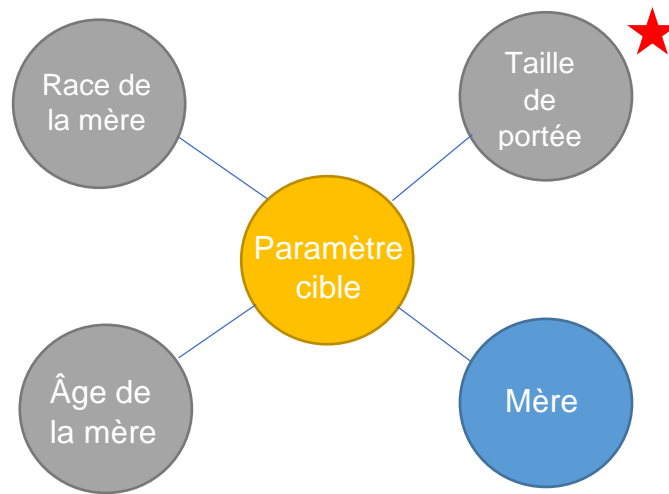 Race de
la mère
Taille
de
portée
Paramètre
cible
Âge de
la mère
Mère